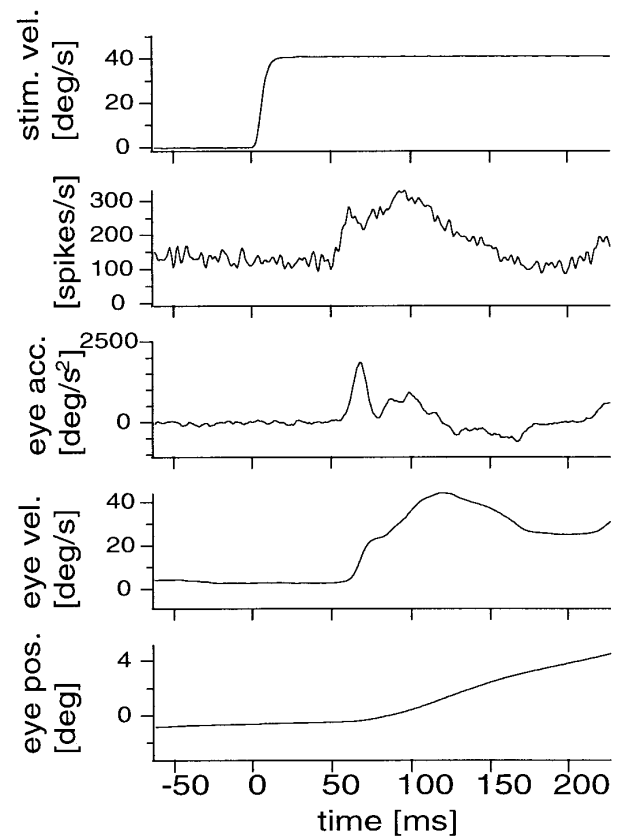 stim. vel.
[deg/s]
40
20
0
[spikes/s]
300
200
100
0
eye acc.
[deg/s²]
2500
0
eye vel.
[deg/s]
40
20
0
eye pos.
[deg]
4
0
-50 0 50 100 150 200
time [ms]